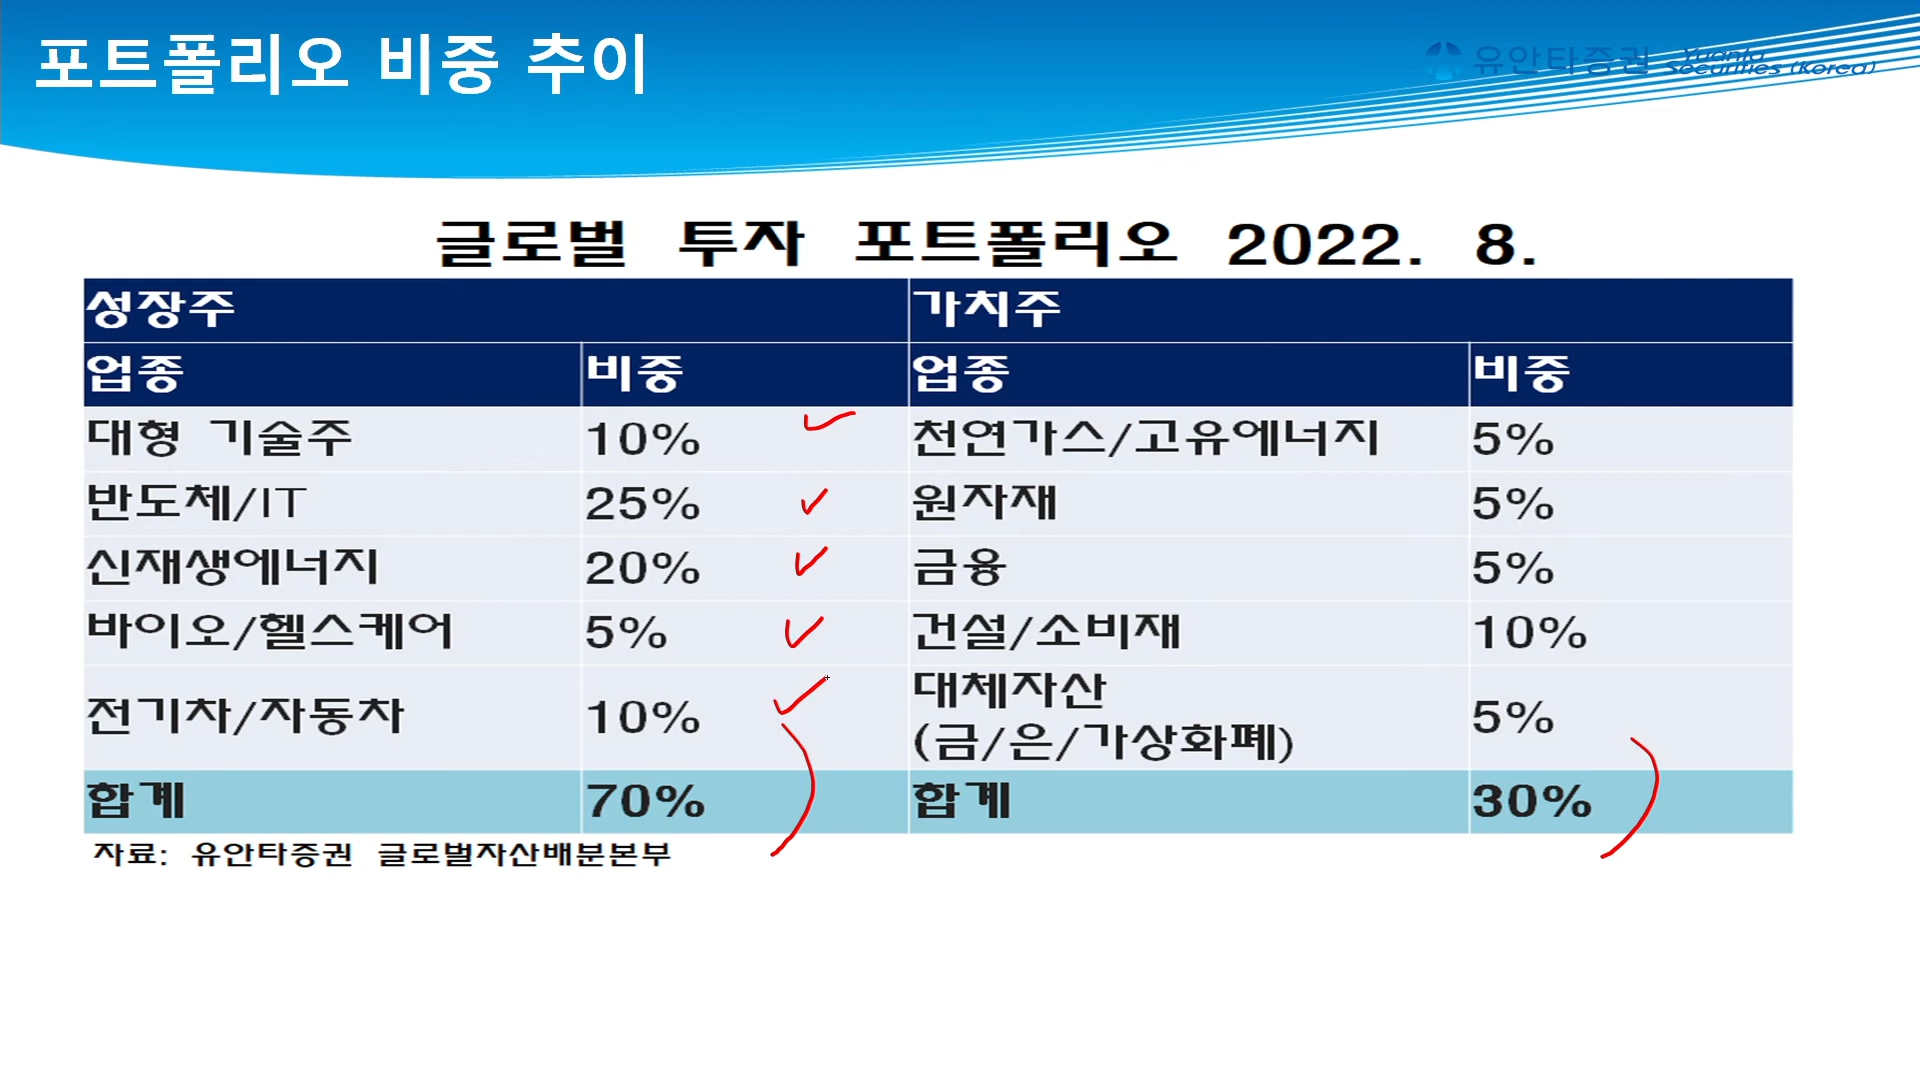 포트폴리오 비중 추이
유안타증권 Yuanta Securities (Korea)
글로벌 투자 포트폴리오 2022. 8.
성장주 가치주
업종 비중 업종 비중
대형 기술주 10% 천연가스/고유에너지 5%
반도체/IT 25% 원자재 5%
신재생에너지 20% 금융 5%
바이오/헬스케어 5% 건설/소비재 10%
전기차/자동차 10% 대체자산 5%
(금/은/가상화폐)
합계 70% 합계 30%
자료: 유안타증권 글로벌자산배분본부